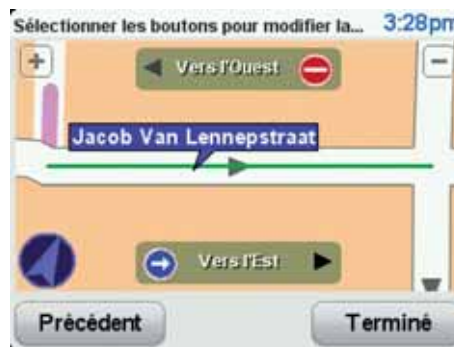 Sélectionner les boutons pour modifier la... 3:28pm
Vers l'Ouest
Jacob Van Lennepstraat
Vers l'Est
Précédent Terminé